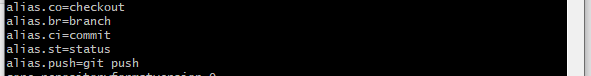 alias.co=checkout
alias.br=branch
alias.ci=commit
alias.st=status
alias.push=git push